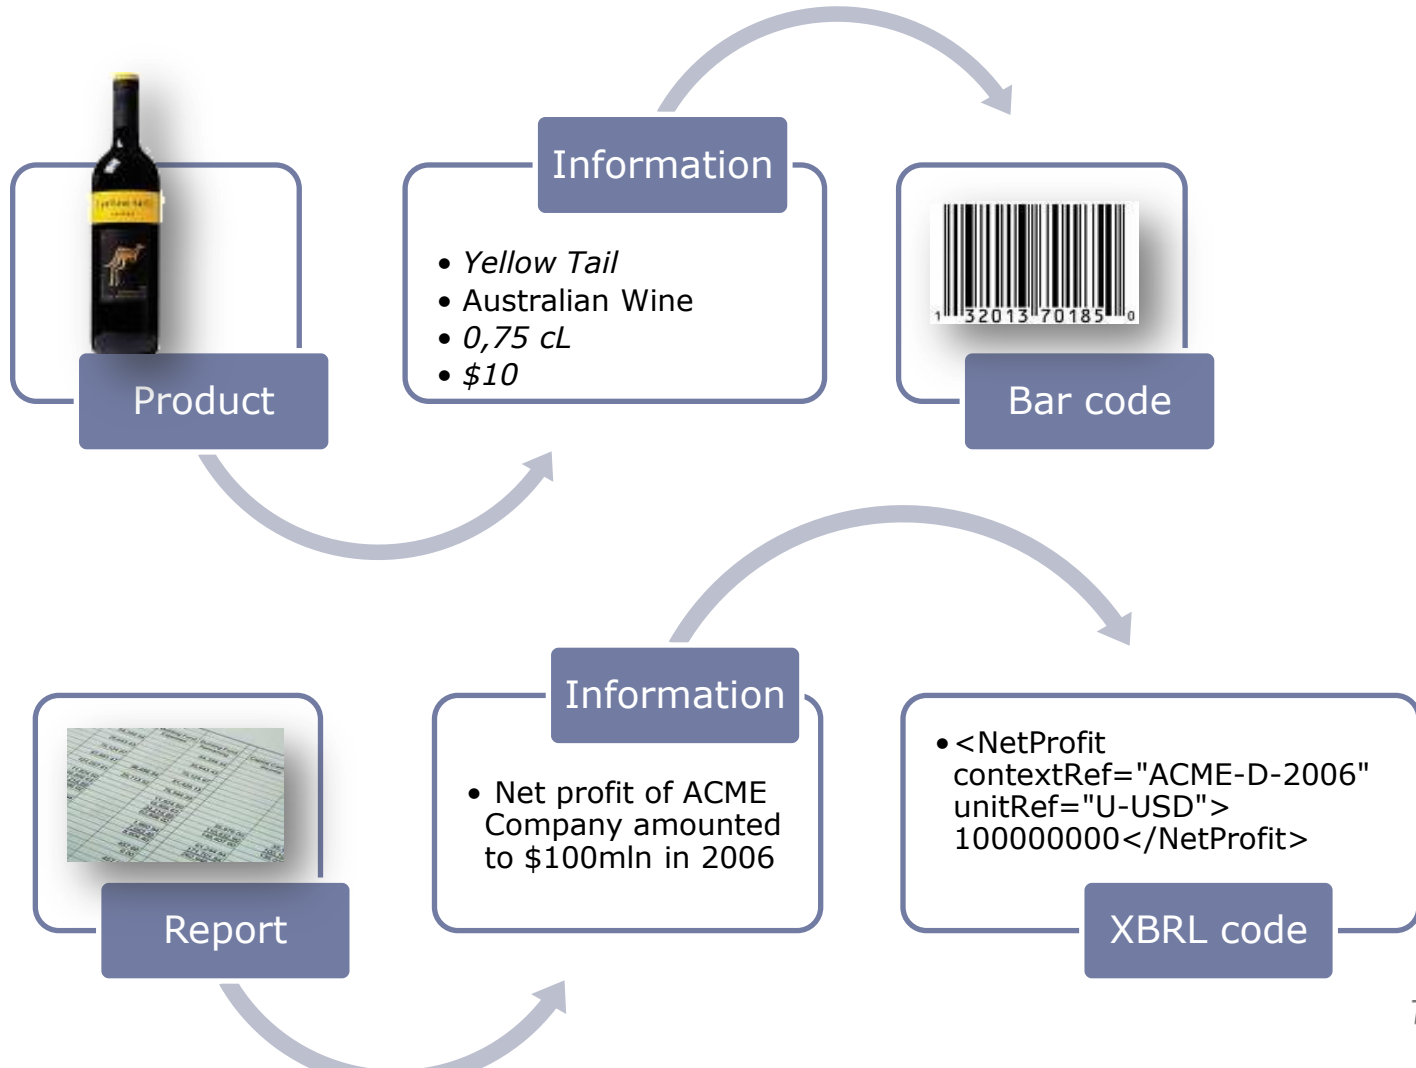 Information
• Yellow Tail
• Australian Wine
• 0,75 cL
• $10
Product
1 32013 70185 0
Bar code
Information
• Net profit of ACME
Company amounted
to $100mln in 2006
Report
• <NetProfit
contextRef="ACME-D-2006"
unitRef="U-USD">
100000000</NetProfit>
XBRL code